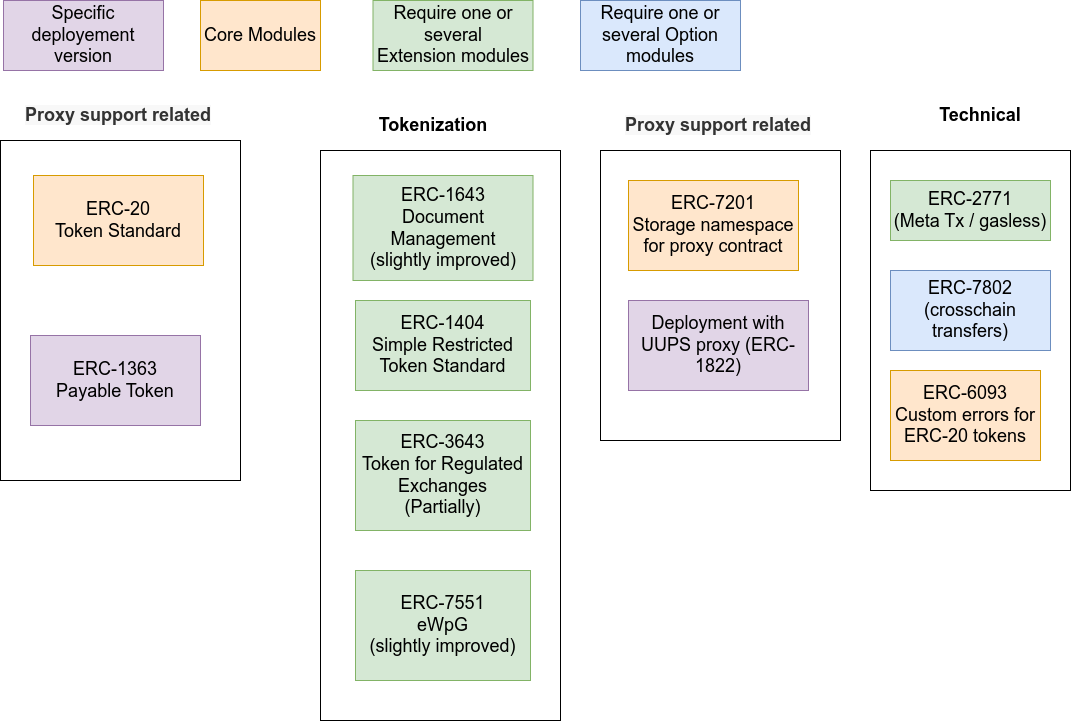 Specific
deployement
version
Core Modules
Require one or
several
Extension modules
Require one or
several Option
modules
Proxy support related
ERC-20
Token Standard
ERC-1363
Payable Token
Tokenization
ERC-1643
Document
Management
(slightly improved)
ERC-1404
Simple Restricted
Token Standard
ERC-3643
Token for Regulated
Exchanges
(Partially)
ERC-7551
eWpG
(slightly improved)
Proxy support related
ERC-7201
Storage namespace
for proxy contract
Deployment with
UUPS proxy (ERC-
1822)
Technical
ERC-2771
(Meta Tx / gasless)
ERC-7802
(crosschain
transfers)
ERC-6093
Custom errors for
ERC-20 tokens